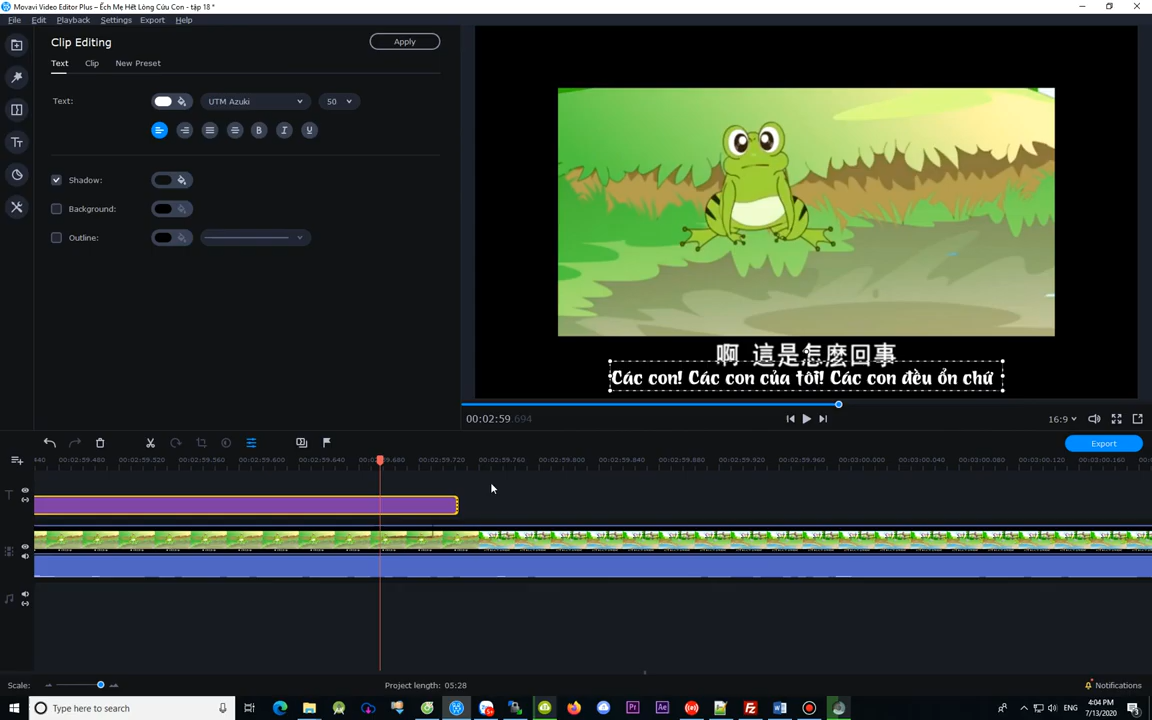 Movavi Video Editor Plus – Ếch Mẹ Hết Lòng Cứu Con - tập 18 *
File Edit Playback Settings Export Help
Clip Editing
Apply
Text Clip New Preset
Text: UTM Azuki 50
B I U
Shadow:
Background:
Outline:
啊 這是怎麼回事
Các con! Các con của tôi! Các con đều ổn chứ
00:02:59.694
16:9
Export
440 00:02:59.480 00:02:59.520 00:02:59.560 00:02:59.600 00:02:59.640 .680 00:02:59.720 00:02:59.760 00:02:59.800 00:02:59.840 00:02:59.880 00:02:59.920 00:02:59.960 00:03:00.000 00:03:00.040 00:03:00.080 00:03:00.120 00:03:00.160
Scale:
Project length: 05:28
Notifications
Type here to search
ENG
4:04 PM
7/13/2020